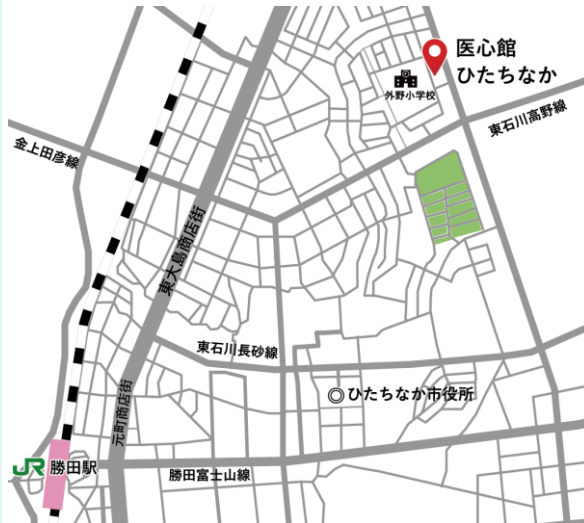 医心館
ひたちなか
外野小学校
東石川高野線
金上田彦線
東大島商店街
東石川長砂線
ひたちなか市役所
元町商店街
JR 勝田駅
勝田富士山線